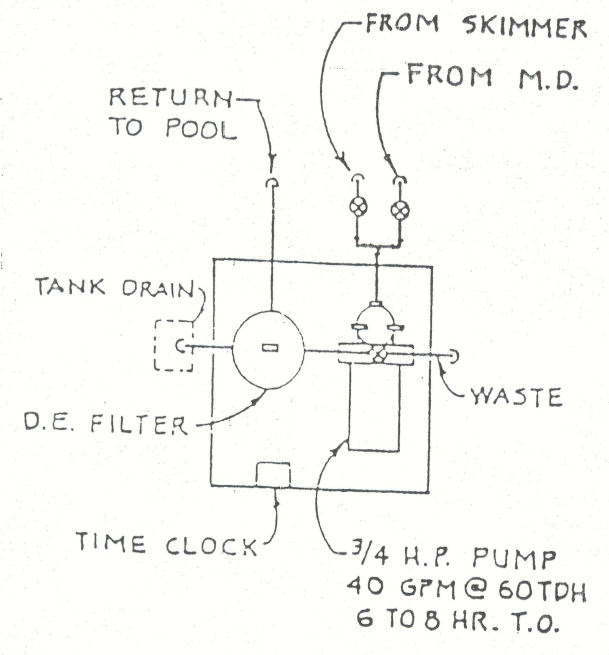 FROM SKIMMER
FROM M.D.
RETURN
TO POOL
TANK DRAIN
D.E. FILTER
WASTE
TIME CLOCK
3/4 H.P. PUMP
40 GPM @ 60TDH
6 TO 8 HR. T.O.